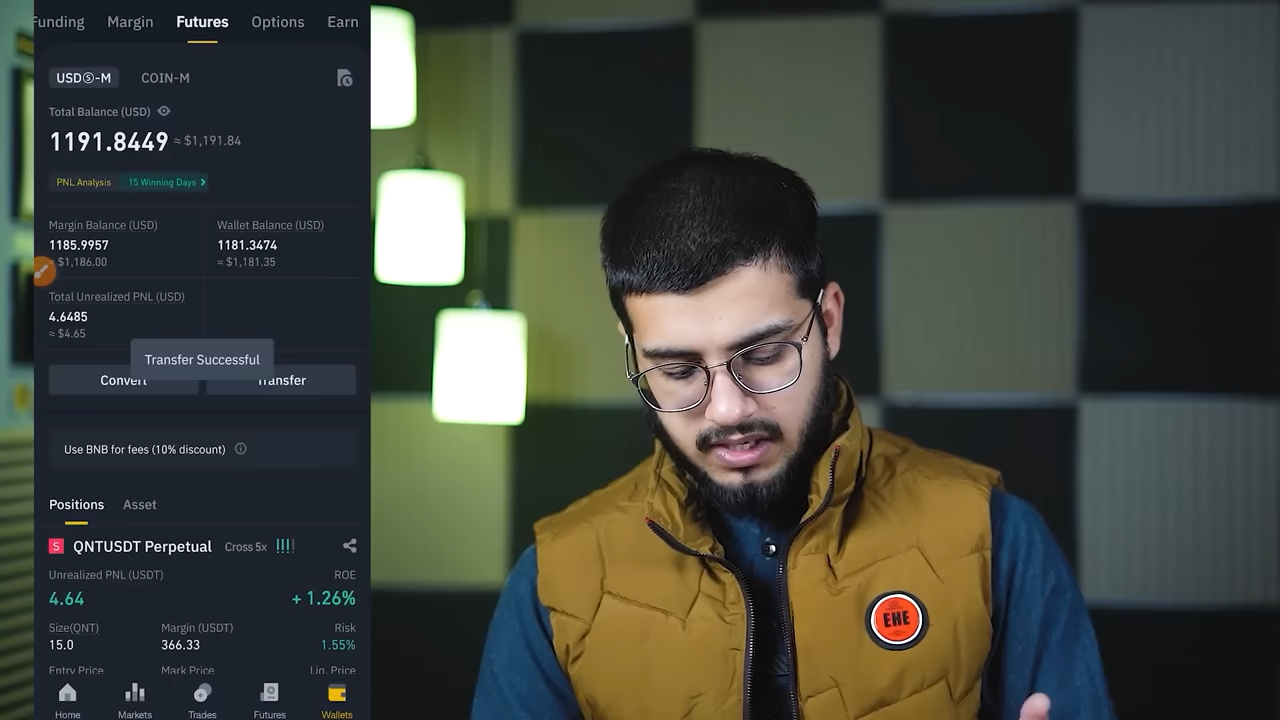 Funding Margin Futures Options Earn
USDⓈ-M COIN-M
Total Balance (USD)
1191.8449 ≈ $1,191.84
PNL Analysis 15 Winning Days
Margin Balance (USD) Wallet Balance (USD)
1185.9957 1181.3474
≈ $1,186.00 ≈ $1,181.35
Total Unrealized PNL (USD)
4.6485
≈ $4.65
Transfer Successful
Convert Transfer
Use BNB for fees (10% discount)
Positions Asset
S QNTUSDT Perpetual Cross 5x
Unrealized PNL (USDT) ROE
4.64 + 1.26%
Size(QNT) Margin (USDT) Risk
15.0 366.33 1.55%
Entry Price Mark Price Liq. Price
Home Markets Trades Futures Wallets
EHE